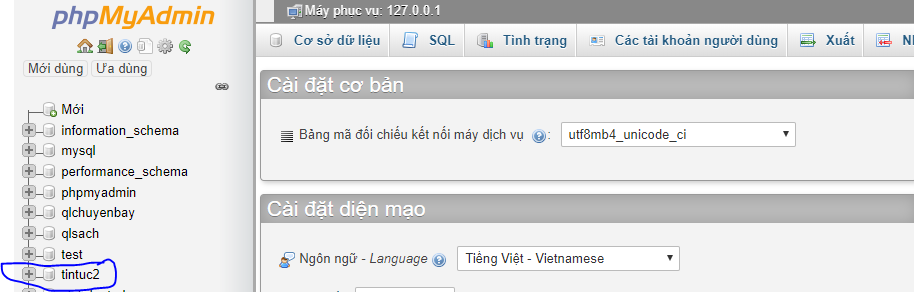 phpMyAdmin
Mới dùng Ưa dùng
Mới
information_schema
mysql
performance_schema
phpmyadmin
qlchuyenbay
qlsach
test
tintuc2
Máy phục vụ: 127.0.0.1
Cơ sở dữ liệu SQL Tình trạng Các tài khoản người dùng Xuất
Cài đặt cơ bản
Bảng mã đối chiếu kết nối máy dịch vụ : utf8mb4_unicode_ci
Cài đặt diện mạo
Ngôn ngữ - Language : Tiếng Việt - Vietnamese